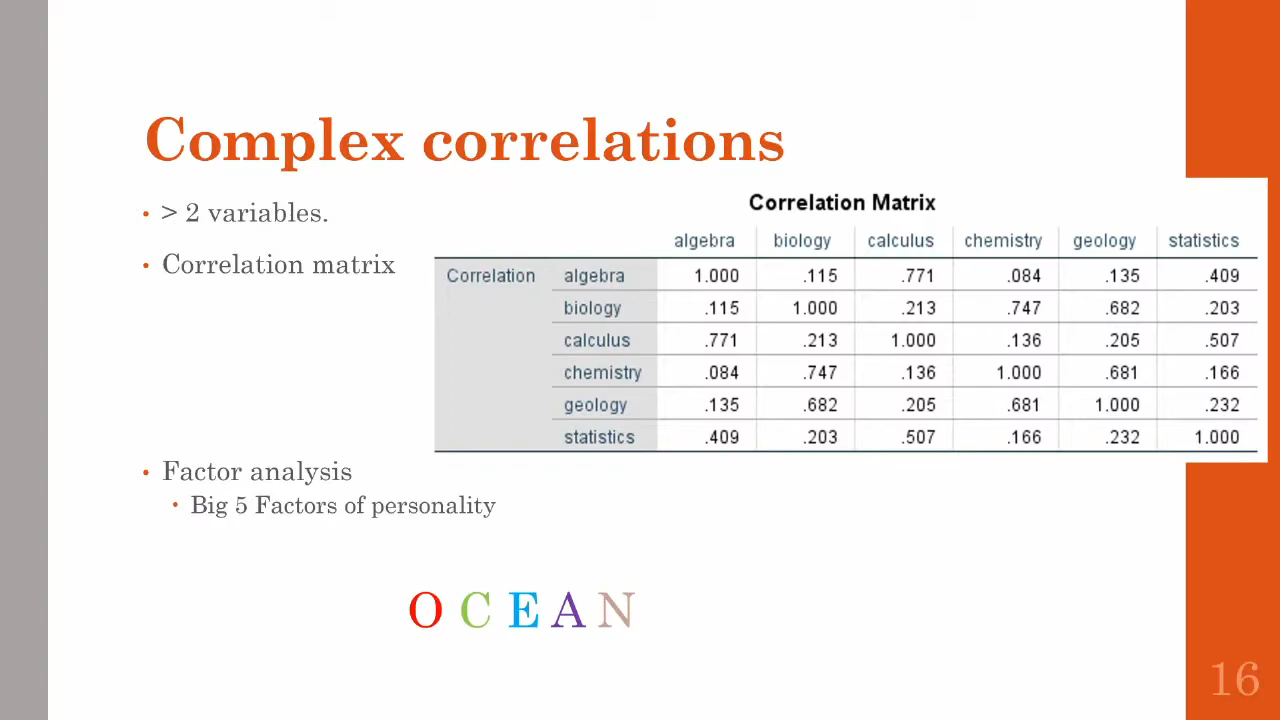 Complex correlations
> 2 variables.
Correlation matrix
Correlation Matrix
algebra biology calculus chemistry geology statistics
Correlation algebra 1.000 .115 .771 .084 .135 .409
biology .115 1.000 .213 .747 .682 .203
calculus .771 .213 1.000 .136 .205 .507
chemistry .084 .747 .136 1.000 .681 .166
geology .135 .682 .205 .681 1.000 .232
statistics .409 .203 .507 .166 .232 1.000
Factor analysis
Big 5 Factors of personality
O C E A N
16